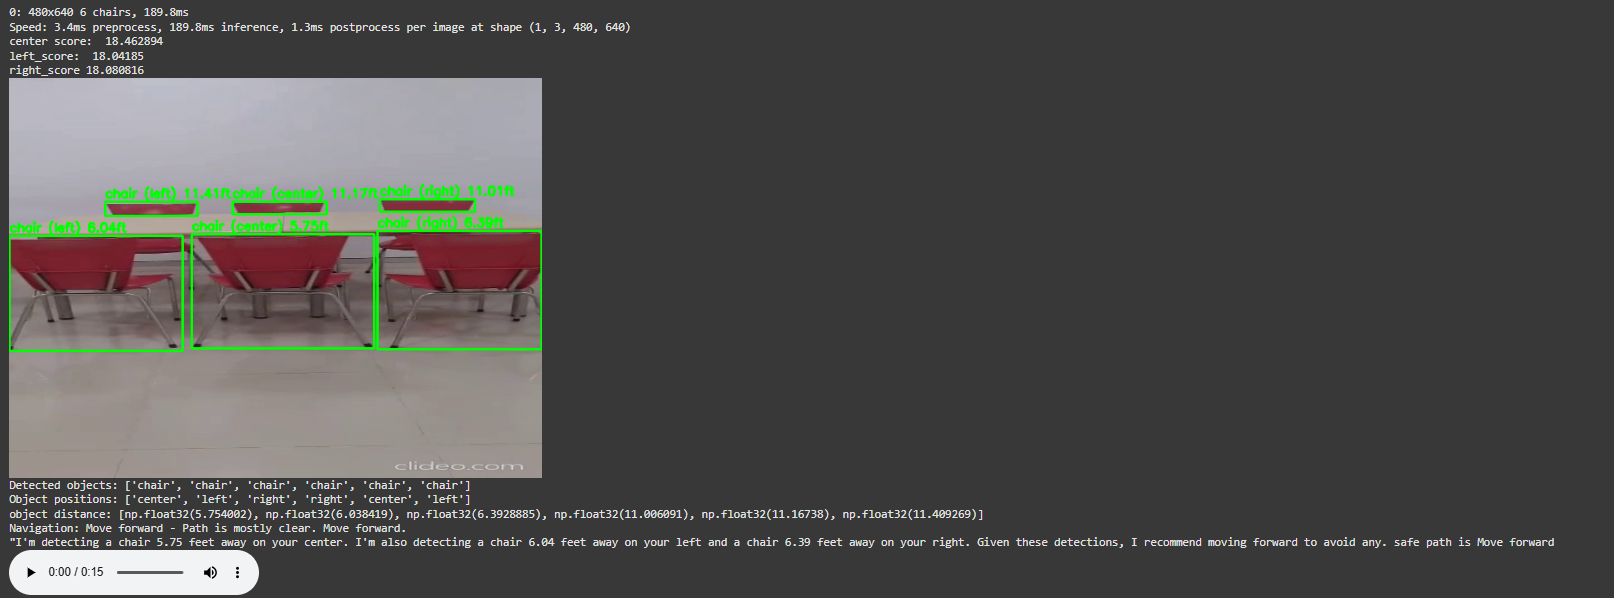 0: 480x640 6 chairs, 189.8ms
Speed: 3.4ms preprocess, 189.8ms inference, 1.3ms postprocess per image at shape (1, 3, 480, 640)
center score:  18.462894
left_score:  18.04185
right_score 18.080816
chair (left) 11.41ft chair (center) 11.17ft chair (right) 11.01ft
chair (left) 6.04ft chair (center) 5.75ft chair (right) 6.39ft
clideo.com
Detected objects: ['chair', 'chair', 'chair', 'chair', 'chair', 'chair']
Object positions: ['center', 'left', 'right', 'right', 'center', 'left']
object distance: [np.float32(5.754002), np.float32(6.038419), np.float32(6.3928885), np.float32(11.006091), np.float32(11.16738), np.float32(11.409269)]
Navigation: Move forward - Path is mostly clear. Move forward.
"I'm detecting a chair 5.75 feet away on your center. I'm also detecting a chair 6.04 feet away on your left and a chair 6.39 feet away on your right. Given these detections, I recommend moving forward to avoid any. safe path is Move forward
0:00 / 0:15